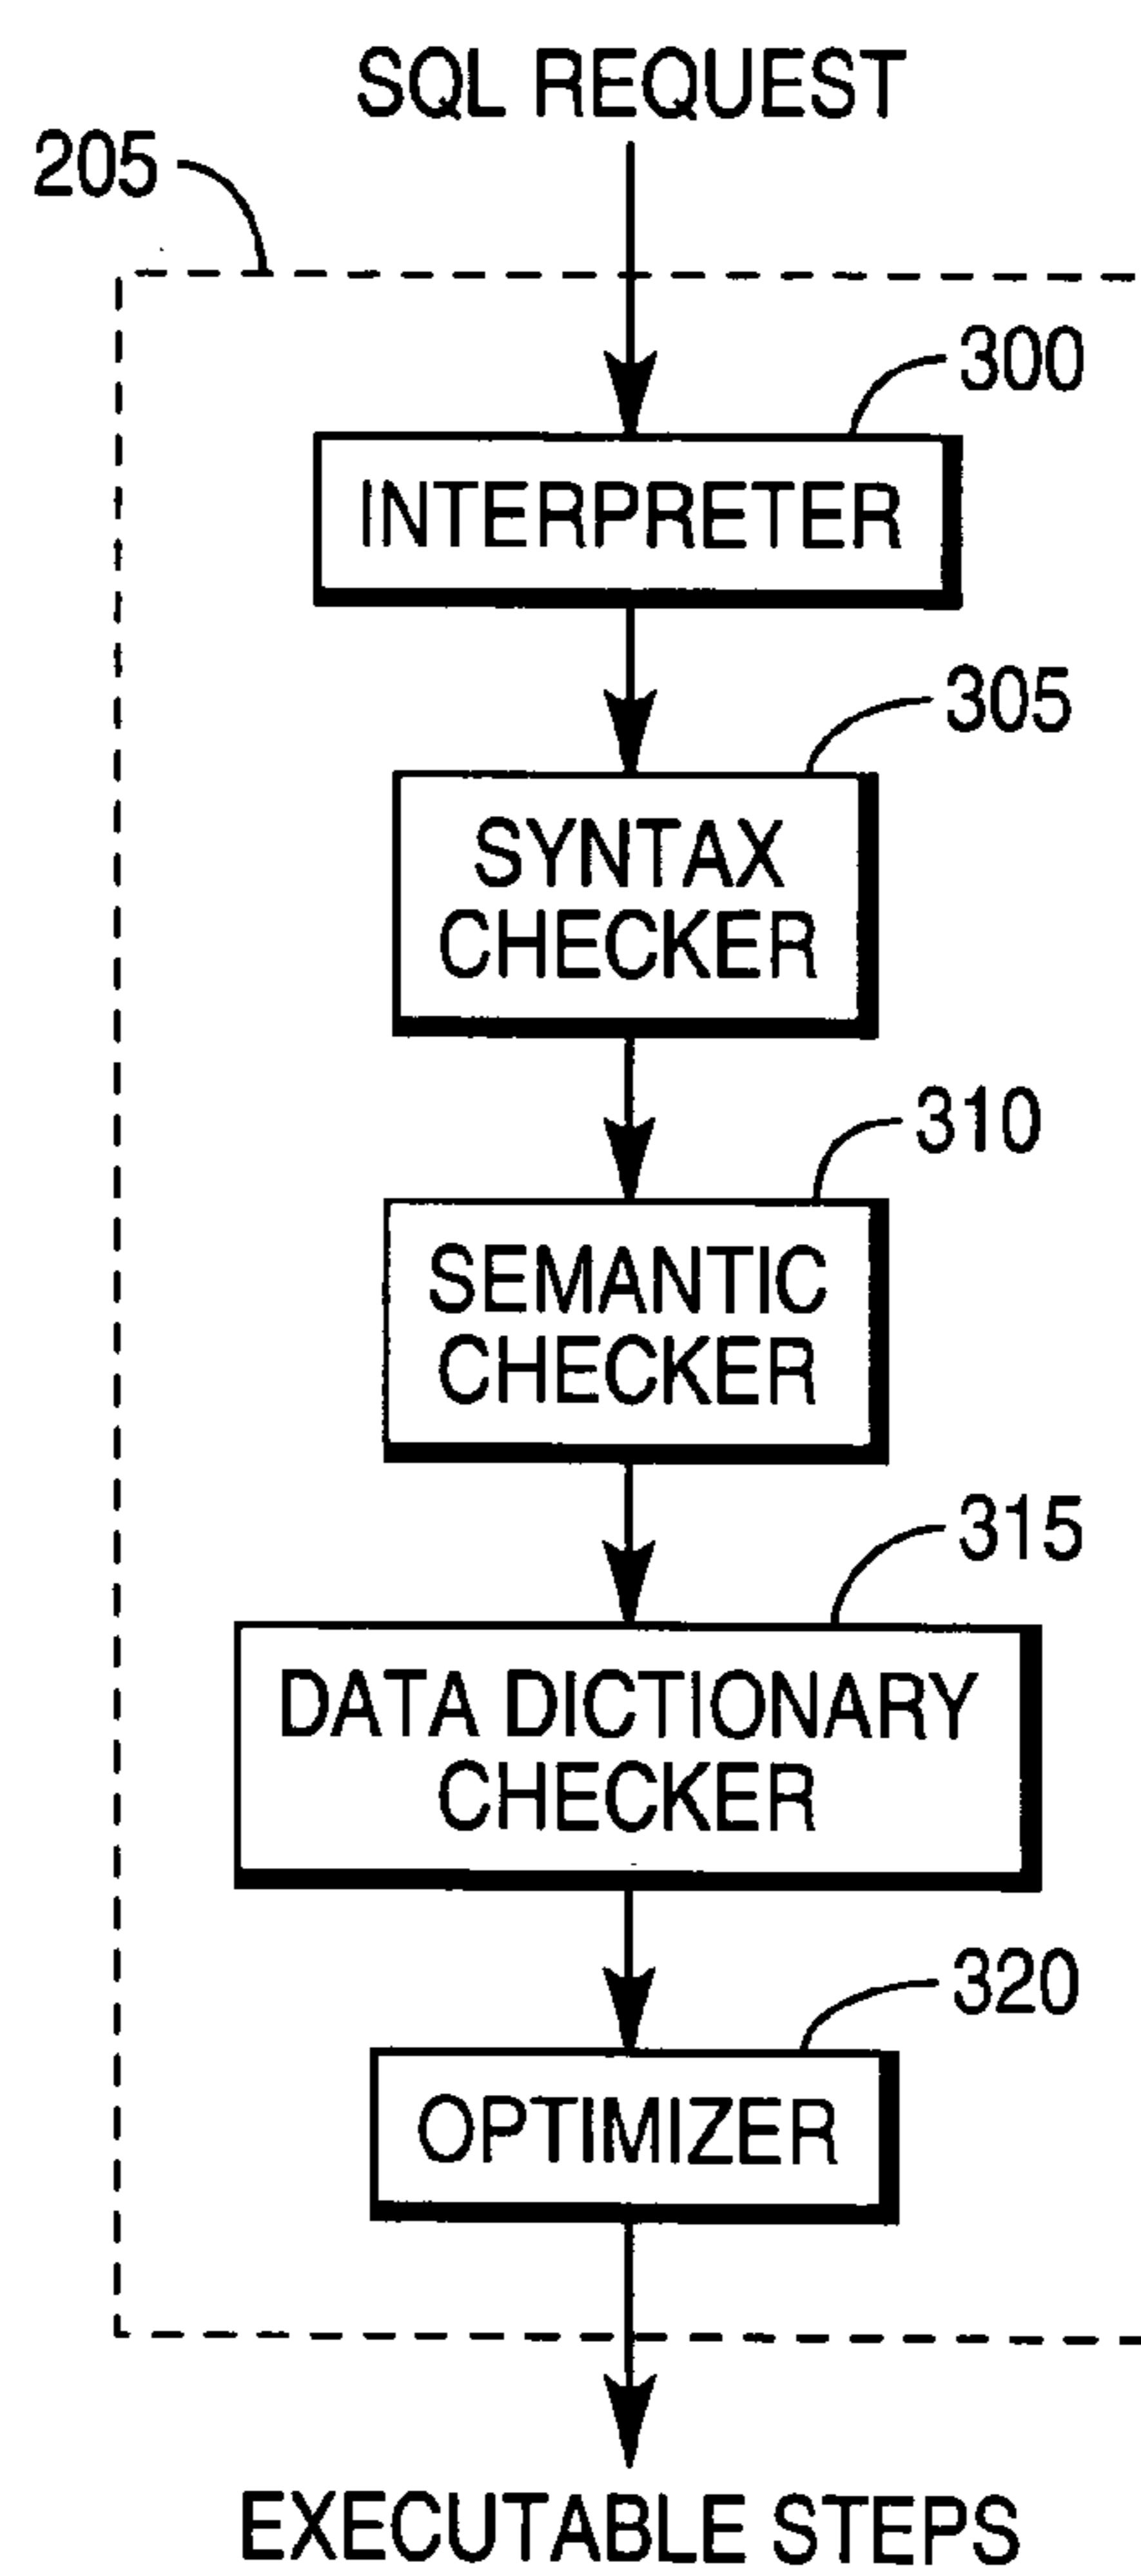 SQL REQUEST
205
300
INTERPRETER
305
SYNTAX
CHECKER
310
SEMANTIC
CHECKER
315
DATA DICTIONARY
CHECKER
320
OPTIMIZER
EXECUTABLE STEPS